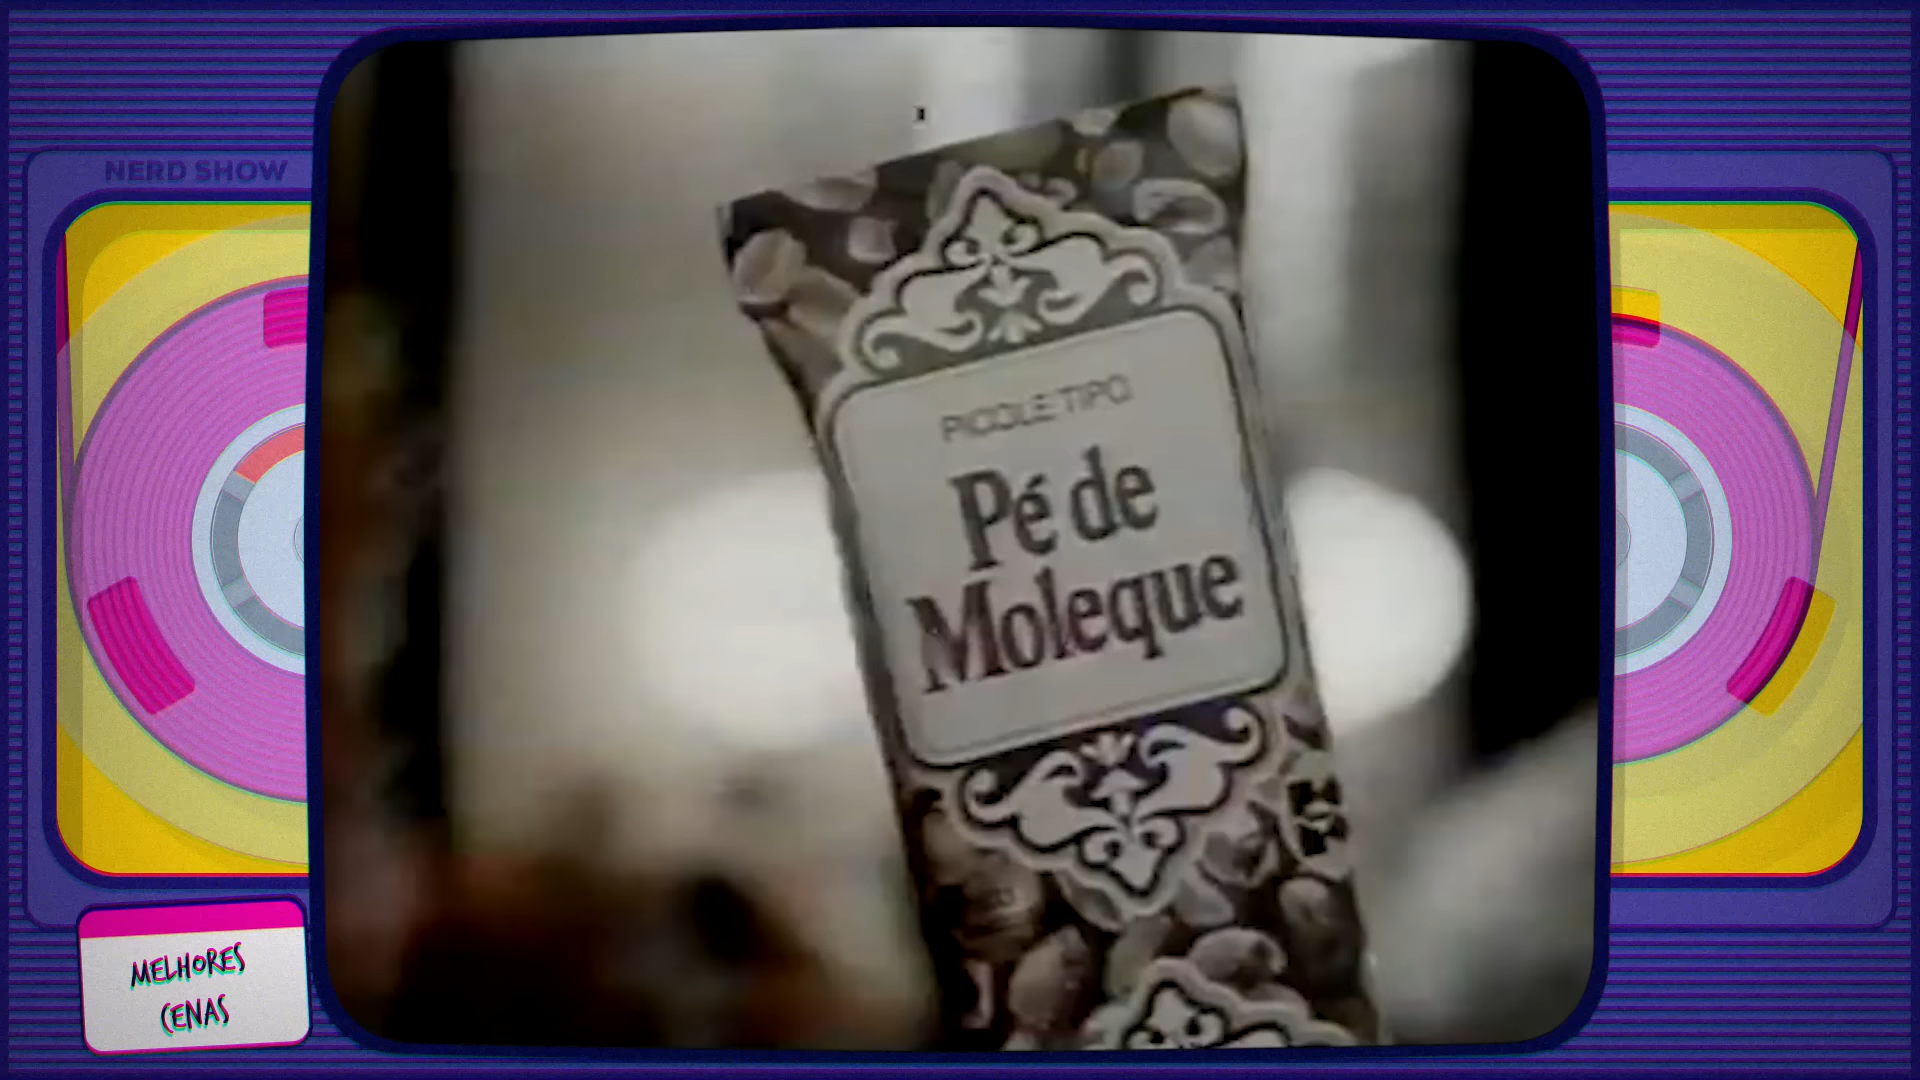 NERD SHOW
PICOLE TIPO
Pé de
Moleque
MELHORES
CENAS